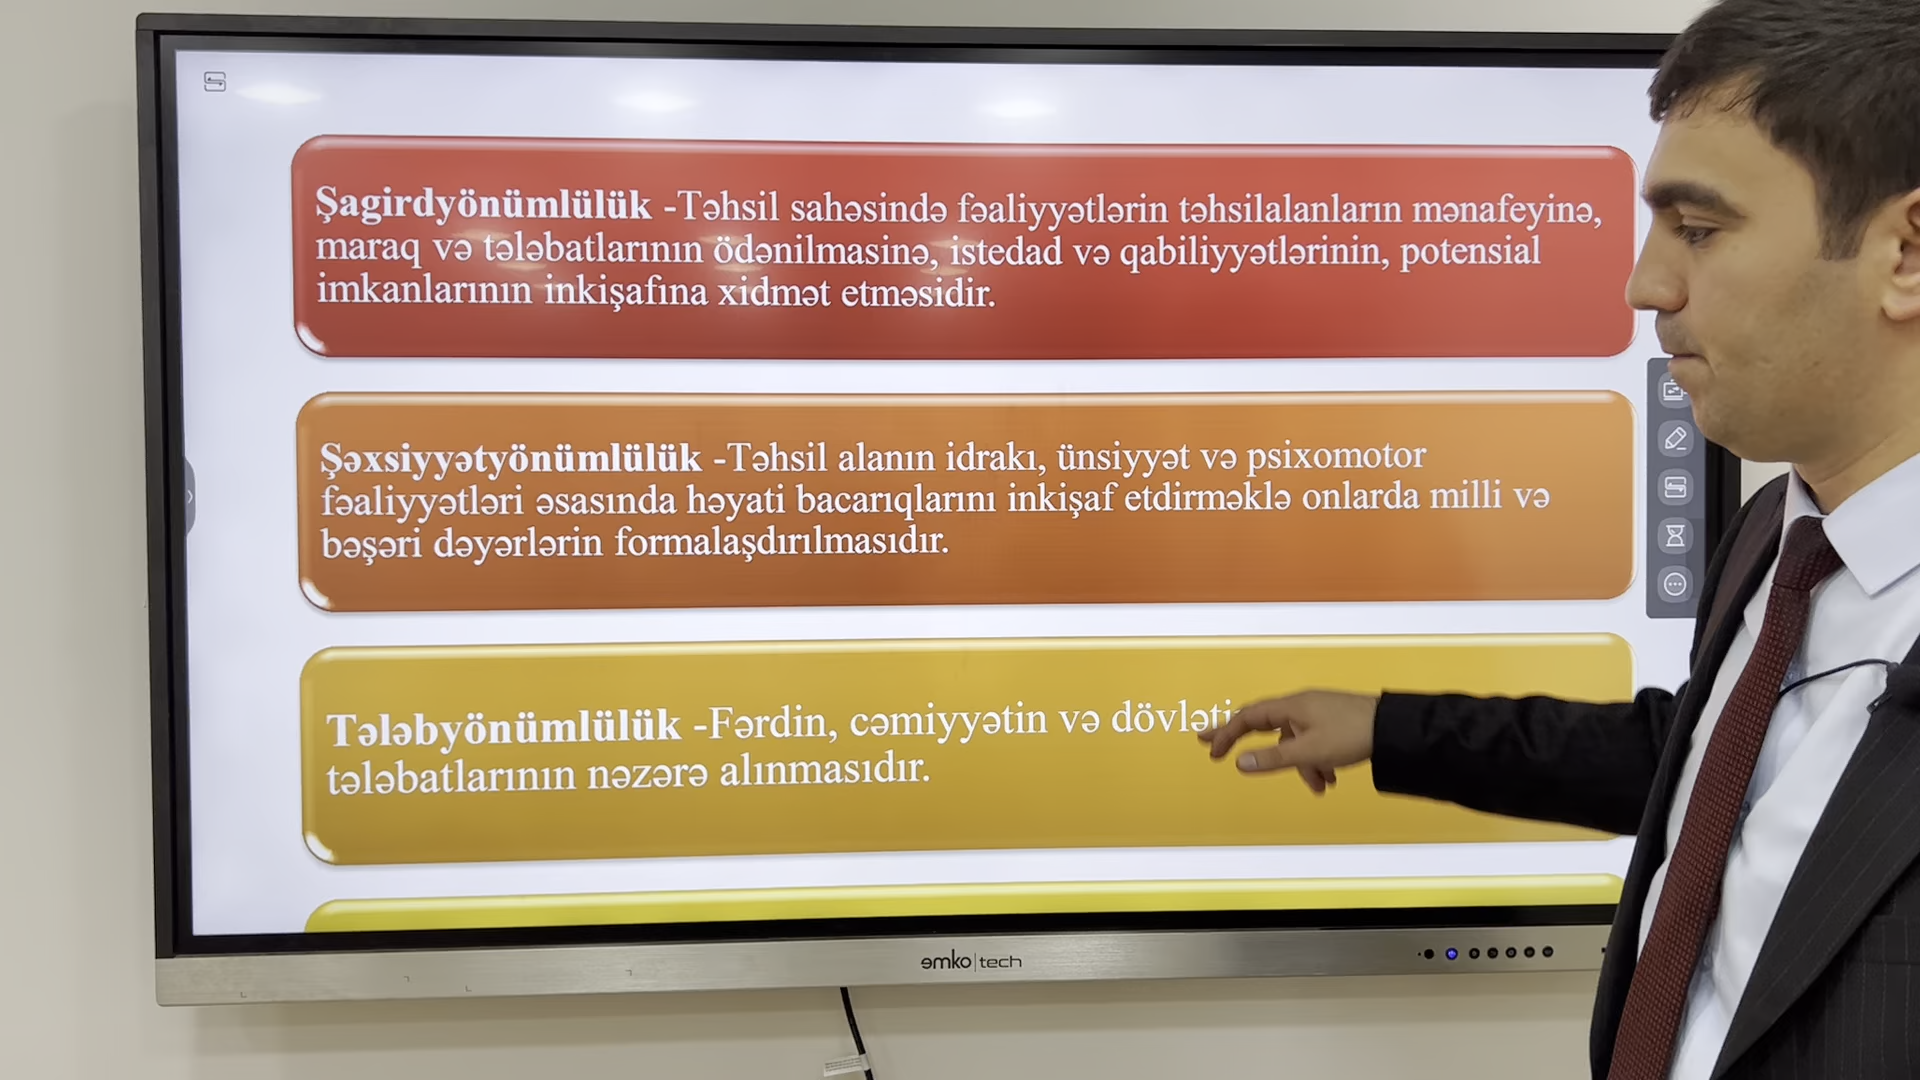 Şagirdyönümlülük -Təhsil sahəsində fəaliyyətlərin təhsilalanların mənafeyinə,
maraq və tələbatlarının ödənilməsinə, istedad və qabiliyyətlərinin, potensial
imkanlarının inkişafına xidmət etməsidir.
Şəxsiyyətyönümlülük -Təhsil alanın idrakı, ünsiyyət və psixomotor
fəaliyyətləri əsasında həyati bacarıqlarını inkişaf etdirməklə onlarda milli və
bəşəri dəyərlərin formalaşdırılmasıdır.
Tələbyönümlülük -Fərdin, cəmiyyətin və
tələbatlarının nəzərə alınmasıdır.
emko|tech